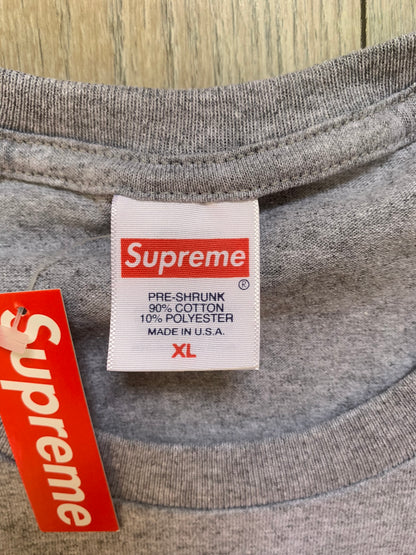 Supreme
®
PRE-SHRUNK
90% COTTON
10% POLYESTER
MADE IN U.S.A.
XL
Supreme